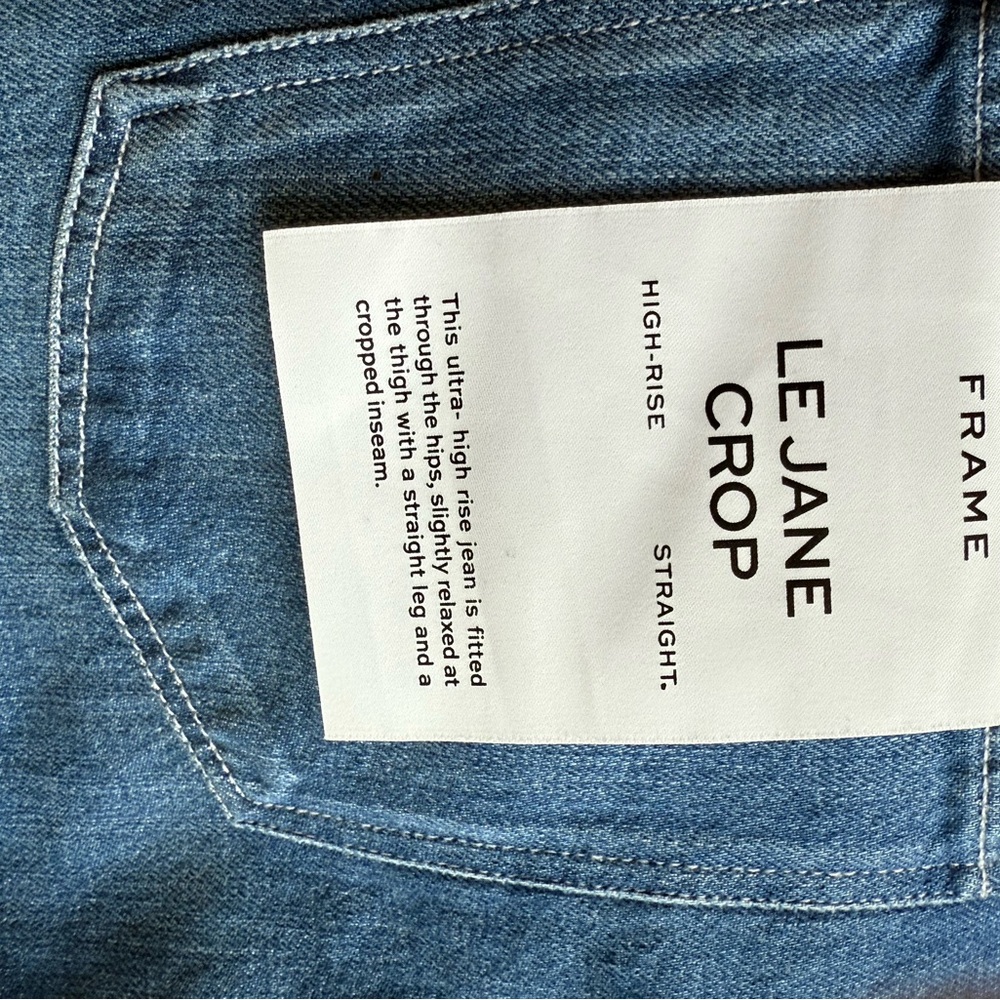 FRAME
LE JANE
CROP
HIGH-RISE STRAIGHT.
This ultra- high rise jean is fitted
through the hips, slightly relaxed at
the thigh with a straight leg and a
cropped inseam.